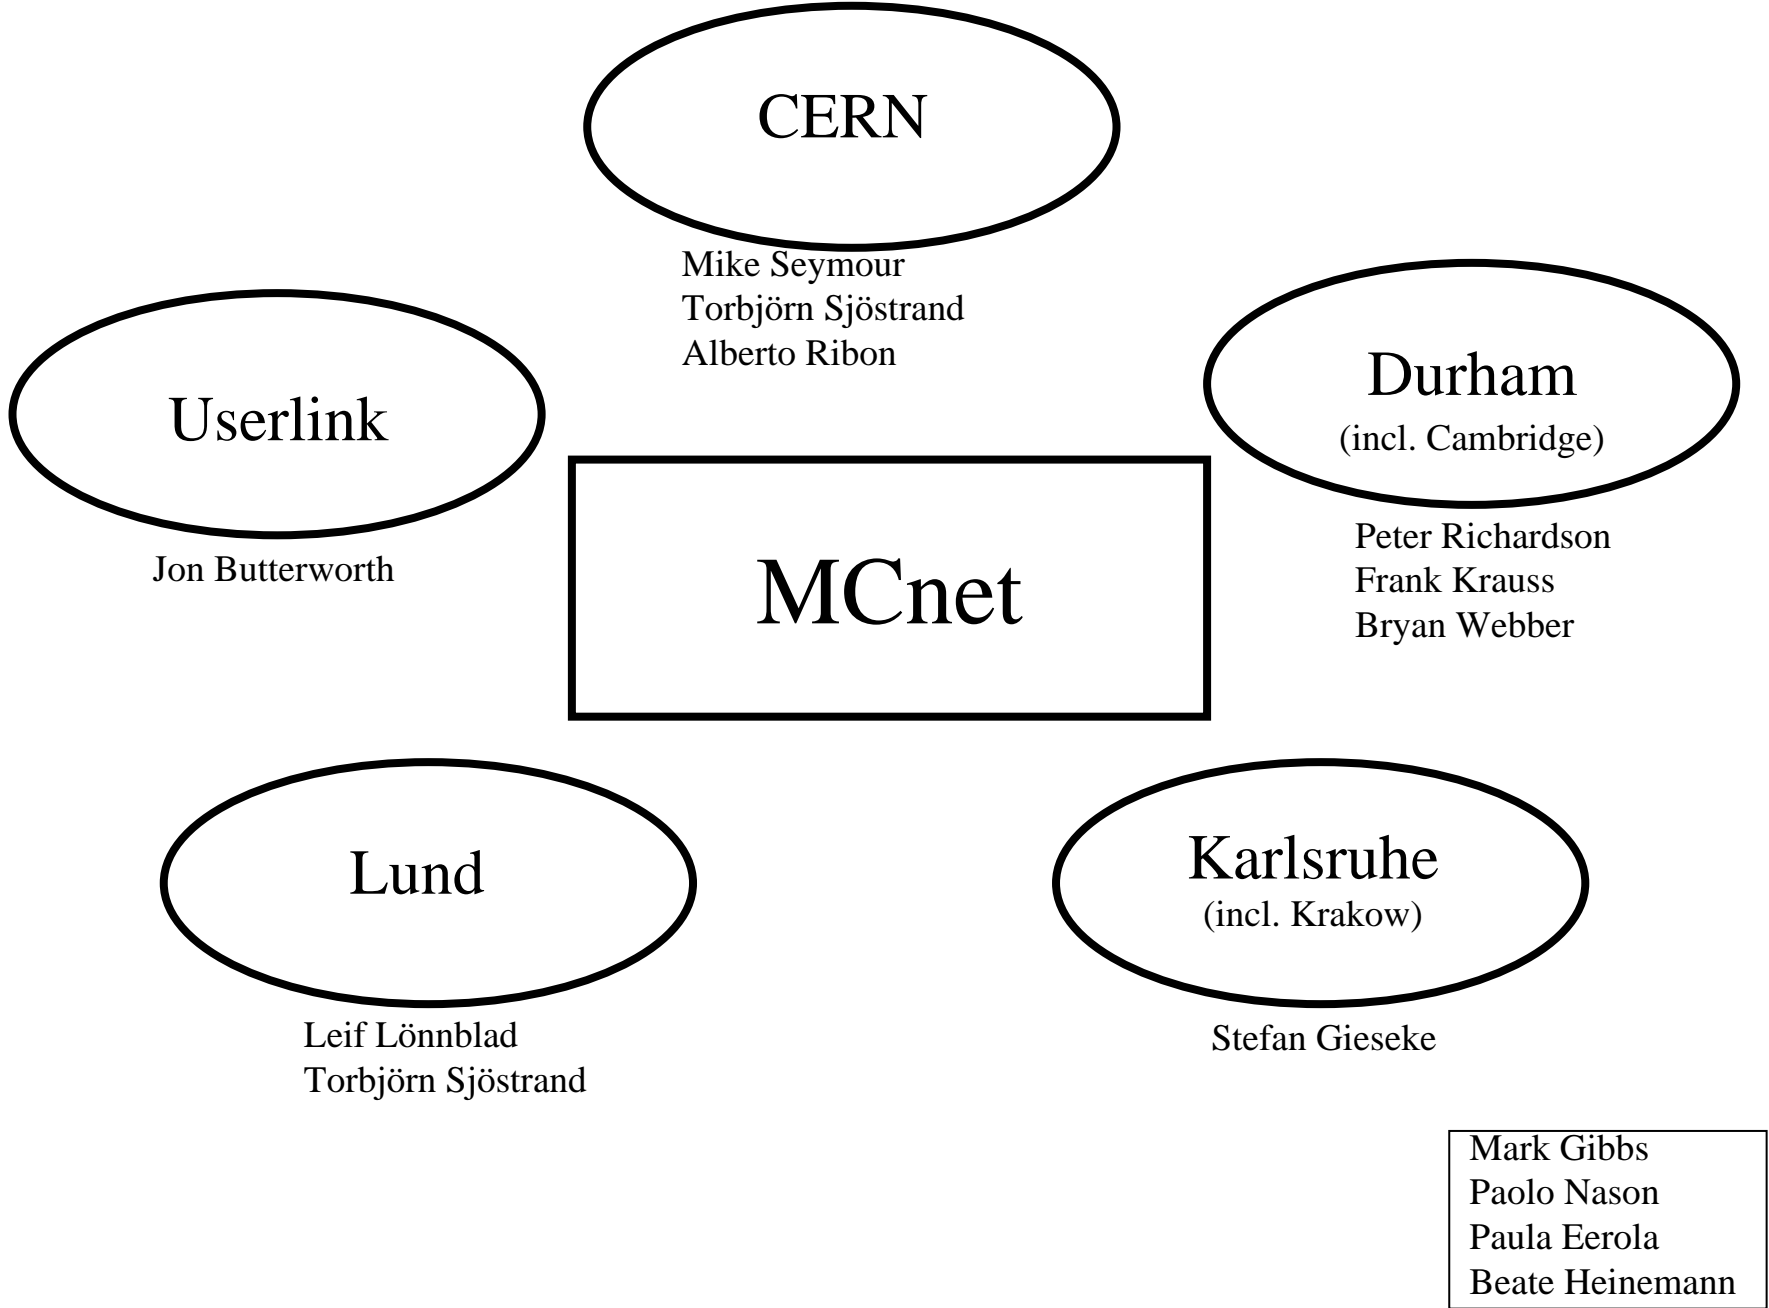 CERN
Mike Seymour
Torbjörn Sjöstrand
Alberto Ribon
Userlink
Jon Butterworth
Durham
(incl. Cambridge)
Peter Richardson
Frank Krauss
Bryan Webber
MCnet
Lund
Leif Lönnblad
Torbjörn Sjöstrand
Karlsruhe
(incl. Krakow)
Stefan Gieseke
Mark Gibbs
Paolo Nason
Paula Eerola
Beate Heinemann